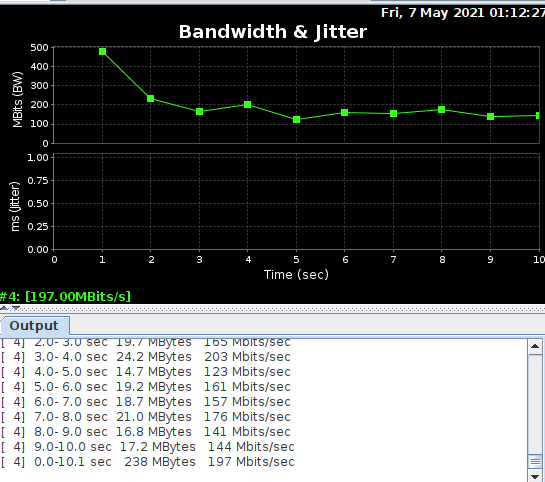 Fri, 7 May 2021 01:12:27
Bandwidth & Jitter
MBits (BW)
500
400
300
200
100
0
ms (Jitter)
1.00
0.75
0.50
0.25
0.00
0 1 2 3 4 5 6 7 8 9 10
Time (sec)
#4: [197.00MBits/s]
Output
[ 4] 2.0- 3.0 sec 19.7 MBytes 165 Mbits/sec
[ 4] 3.0- 4.0 sec 24.2 MBytes 203 Mbits/sec
[ 4] 4.0- 5.0 sec 14.7 MBytes 123 Mbits/sec
[ 4] 5.0- 6.0 sec 19.2 MBytes 161 Mbits/sec
[ 4] 6.0- 7.0 sec 18.7 MBytes 157 Mbits/sec
[ 4] 7.0- 8.0 sec 21.0 MBytes 176 Mbits/sec
[ 4] 8.0- 9.0 sec 16.8 MBytes 141 Mbits/sec
[ 4] 9.0-10.0 sec 17.2 MBytes 144 Mbits/sec
[ 4] 0.0-10.1 sec 238 MBytes 197 Mbits/sec